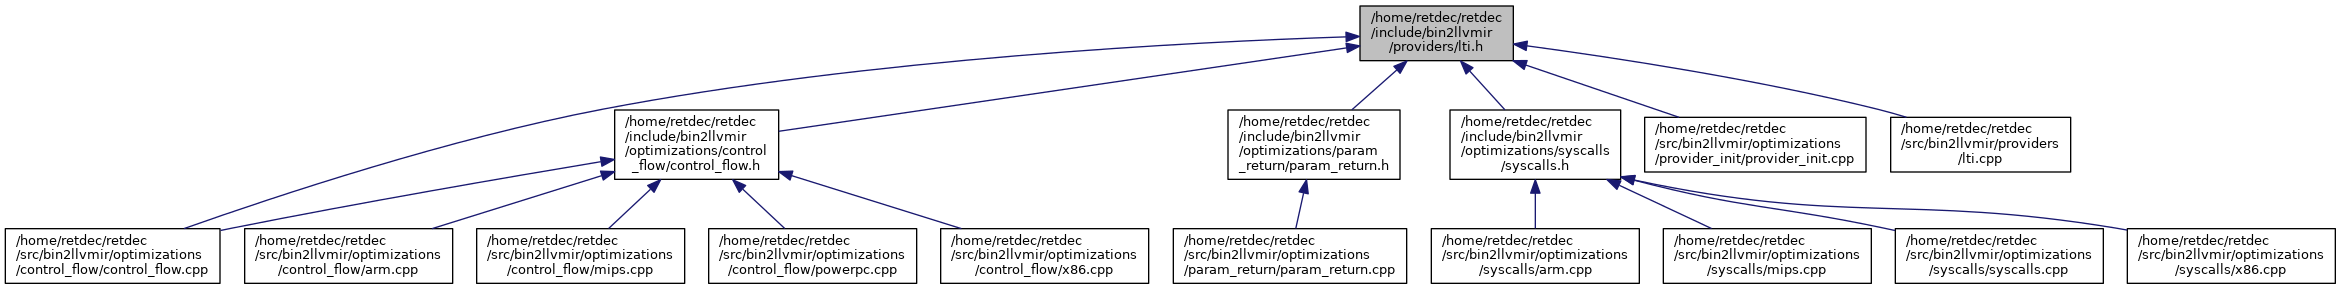 /home/retdec/retdec
/include/bin2llvmir
/providers/lti.h
/home/retdec/retdec
/include/bin2llvmir
/optimizations/control
_flow/control_flow.h
/home/retdec/retdec
/include/bin2llvmir
/optimizations/param
_return/param_return.h
/home/retdec/retdec
/include/bin2llvmir
/optimizations/syscalls
/syscalls.h
/home/retdec/retdec
/src/bin2llvmir/optimizations
/provider_init/provider_init.cpp
/home/retdec/retdec
/src/bin2llvmir/providers
/lti.cpp
/home/retdec/retdec
/src/bin2llvmir/optimizations
/control_flow/control_flow.cpp
/home/retdec/retdec
/src/bin2llvmir/optimizations
/control_flow/arm.cpp
/home/retdec/retdec
/src/bin2llvmir/optimizations
/control_flow/mips.cpp
/home/retdec/retdec
/src/bin2llvmir/optimizations
/control_flow/powerpc.cpp
/home/retdec/retdec
/src/bin2llvmir/optimizations
/control_flow/x86.cpp
/home/retdec/retdec
/src/bin2llvmir/optimizations
/param_return/param_return.cpp
/home/retdec/retdec
/src/bin2llvmir/optimizations
/syscalls/arm.cpp
/home/retdec/retdec
/src/bin2llvmir/optimizations
/syscalls/mips.cpp
/home/retdec/retdec
/src/bin2llvmir/optimizations
/syscalls/syscalls.cpp
/home/retdec/retdec
/src/bin2llvmir/optimizations
/syscalls/x86.cpp